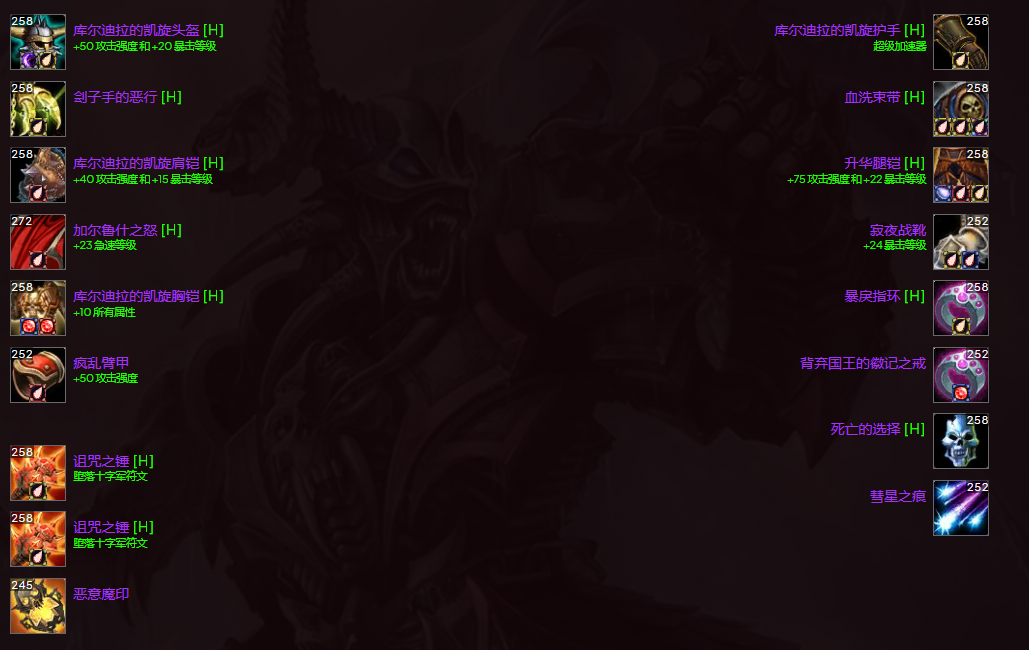 258
库尔迪拉的凯旋头盔 [H]
+50 攻击强度 和 +20 暴击等级
258
刽子手的恶行 [H]
258
库尔迪拉的凯旋肩铠 [H]
+40 攻击强度 和 +15 暴击等级
272
加尔鲁什之怒 [H]
+23 急速等级
258
库尔迪拉的凯旋胸铠 [H]
+10 所有属性
252
疯乱臂甲
+50 攻击强度
258
诅咒之锤 [H]
堕落十字军符文
258
诅咒之锤 [H]
堕落十字军符文
245
恶意魔印
258
库尔迪拉的凯旋护手 [H]
超级加速器
258
血洗束带 [H]
258
升华腿铠 [H]
+75 攻击强度 和 +22 暴击等级
252
寂夜战靴
+24 暴击等级
258
暴戾指环 [H]
252
背弃国王的徽记之戒
258
死亡的选择 [H]
252
彗星之痕